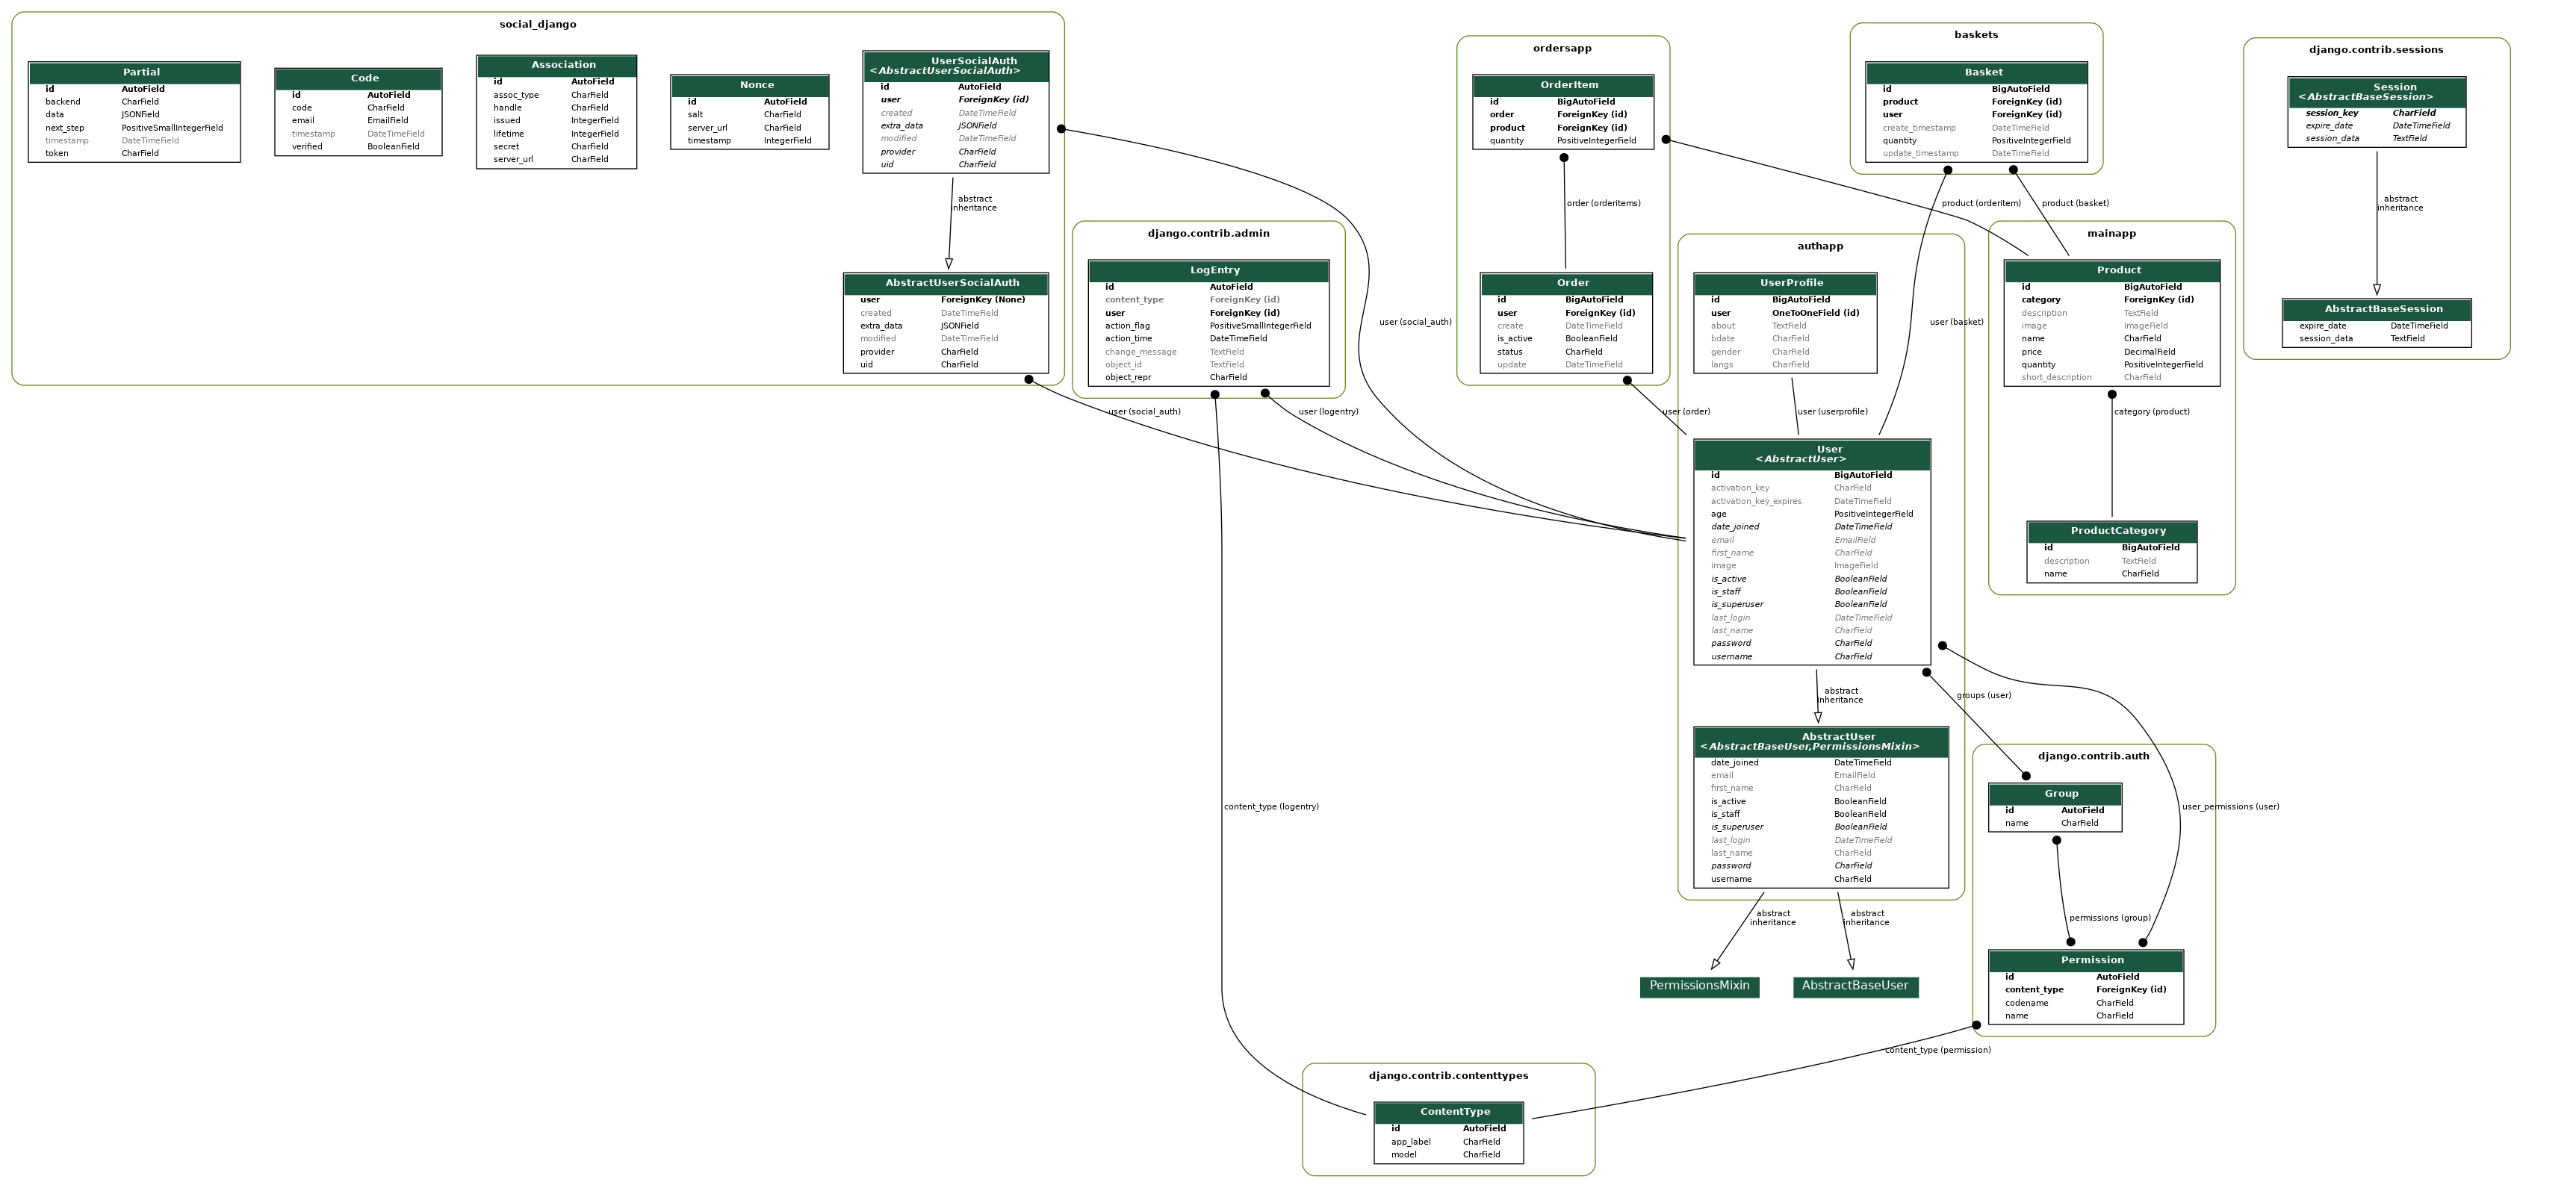 social_django
Partial
id AutoField
backend CharField
data JSONField
next_step PositiveSmallIntegerField
timestamp DateTimeField
token CharField
Code
id AutoField
code CharField
email EmailField
timestamp DateTimeField
verified BooleanField
Association
id AutoField
assoc_type CharField
handle CharField
issued IntegerField
lifetime IntegerField
secret CharField
server_url CharField
Nonce
id AutoField
salt CharField
server_url CharField
timestamp IntegerField
UserSocialAuth
<AbstractUserSocialAuth>
id AutoField
user ForeignKey (id)
created DateTimeField
extra_data JSONField
modified DateTimeField
provider CharField
uid CharField
abstract
inheritance
AbstractUserSocialAuth
user ForeignKey (None)
created DateTimeField
extra_data JSONField
modified DateTimeField
provider CharField
uid CharField
user (social_auth)
django.contrib.admin
LogEntry
id AutoField
content_type ForeignKey (id)
user ForeignKey (id)
action_flag PositiveSmallIntegerField
action_time DateTimeField
change_message TextField
object_id TextField
object_repr CharField
user (logentry)
user (social_auth)
ordersapp
OrderItem
id BigAutoField
order ForeignKey (id)
product ForeignKey (id)
quantity PositiveIntegerField
order (orderitems)
Order
id BigAutoField
user ForeignKey (id)
create DateTimeField
is_active BooleanField
status CharField
update DateTimeField
user (order)
baskets
Basket
id BigAutoField
product ForeignKey (id)
user ForeignKey (id)
create_timestamp DateTimeField
quantity PositiveIntegerField
update_timestamp DateTimeField
product (orderitem)
product (basket)
user (basket)
django.contrib.sessions
Session
<AbstractBaseSession>
session_key CharField
expire_date DateTimeField
session_data TextField
abstract
inheritance
AbstractBaseSession
expire_date DateTimeField
session_data TextField
authapp
UserProfile
id BigAutoField
user OneToOneField (id)
about TextField
bdate CharField
gender CharField
langs CharField
user (userprofile)
User
<AbstractUser>
id BigAutoField
activation_key CharField
activation_key_expires DateTimeField
age PositiveIntegerField
date_joined DateTimeField
email EmailField
first_name CharField
image ImageField
is_active BooleanField
is_staff BooleanField
is_superuser BooleanField
last_login DateTimeField
last_name CharField
password CharField
username CharField
abstract
inheritance
AbstractUser
<AbstractBaseUser,PermissionsMixin>
date_joined DateTimeField
email EmailField
first_name CharField
is_active BooleanField
is_staff BooleanField
is_superuser BooleanField
last_login DateTimeField
last_name CharField
password CharField
username CharField
abstract
inheritance
abstract
inheritance
PermissionsMixin
AbstractBaseUser
mainapp
Product
id BigAutoField
category ForeignKey (id)
description TextField
image ImageField
name CharField
price DecimalField
quantity PositiveIntegerField
short_description CharField
category (product)
ProductCategory
id BigAutoField
description TextField
name CharField
groups (user)
user_permissions (user)
django.contrib.auth
Group
id AutoField
name CharField
permissions (group)
Permission
id AutoField
content_type ForeignKey (id)
codename CharField
name CharField
content_type (logentry)
content_type (permission)
django.contrib.contenttypes
ContentType
id AutoField
app_label CharField
model CharField